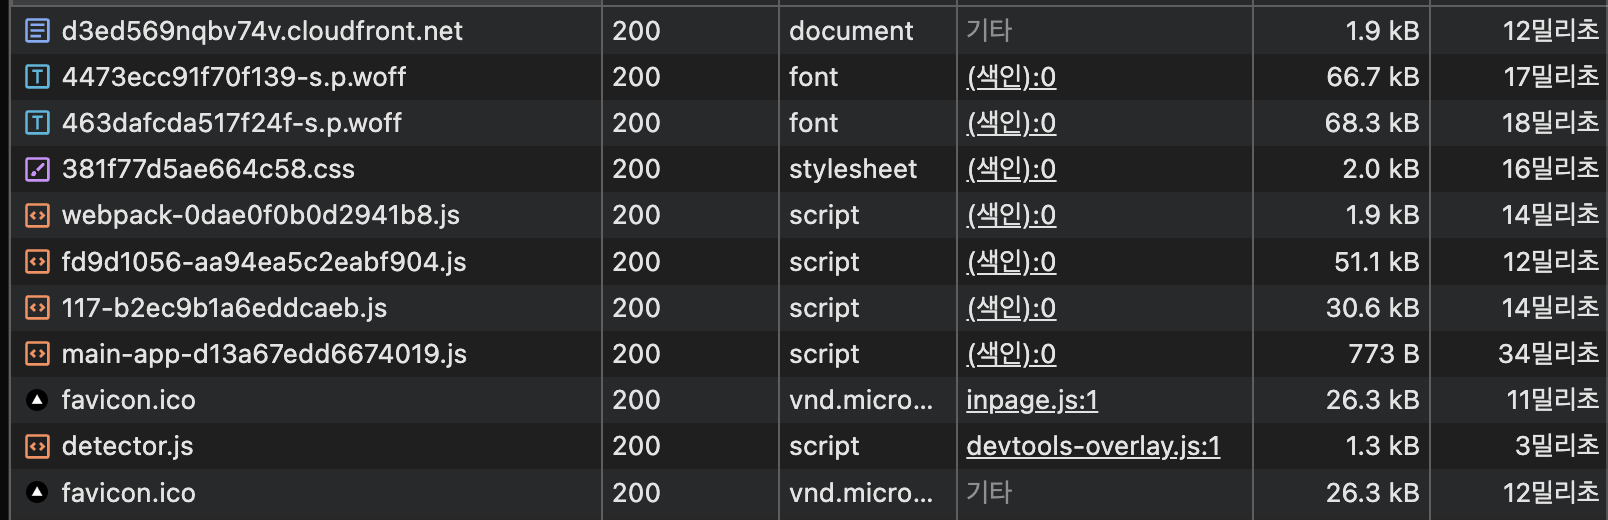 d3ed569nqbv74v.cloudfront.net 200 document 기타 1.9 kB 12밀리초
4473ecc91f70f139-s.p.woff 200 font (색인):0 66.7 kB 17밀리초
463dafcda517f24f-s.p.woff 200 font (색인):0 68.3 kB 18밀리초
381f77d5ae664c58.css 200 stylesheet (색인):0 2.0 kB 16밀리초
webpack-0dae0f0b0d2941b8.js 200 script (색인):0 1.9 kB 14밀리초
fd9d1056-aa94ea5c2eabf904.js 200 script (색인):0 51.1 kB 12밀리초
117-b2ec9b1a6eddcaeb.js 200 script (색인):0 30.6 kB 14밀리초
main-app-d13a67edd6674019.js 200 script (색인):0 773 B 34밀리초
favicon.ico 200 vnd.micro... inpage.js:1 26.3 kB 11밀리초
detector.js 200 script devtools-overlay.js:1 1.3 kB 3밀리초
favicon.ico 200 vnd.micro... 기타 26.3 kB 12밀리초